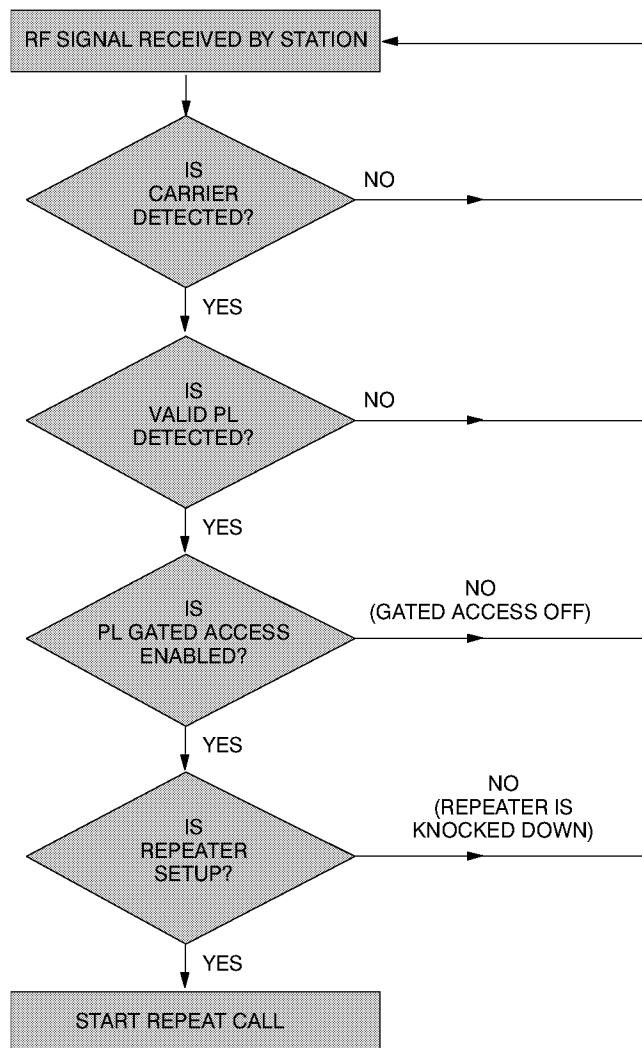 RF SIGNAL RECEIVED BY STATION
IS
CARRIER
DETECTED?
NO
YES
IS
VALID PL
DETECTED?
NO
YES
IS
PL GATED ACCESS
ENABLED?
NO
(GATED ACCESS OFF)
YES
IS
REPEATER
SETUP?
NO
(REPEATER IS
KNOCKED DOWN)
YES
START REPEAT CALL